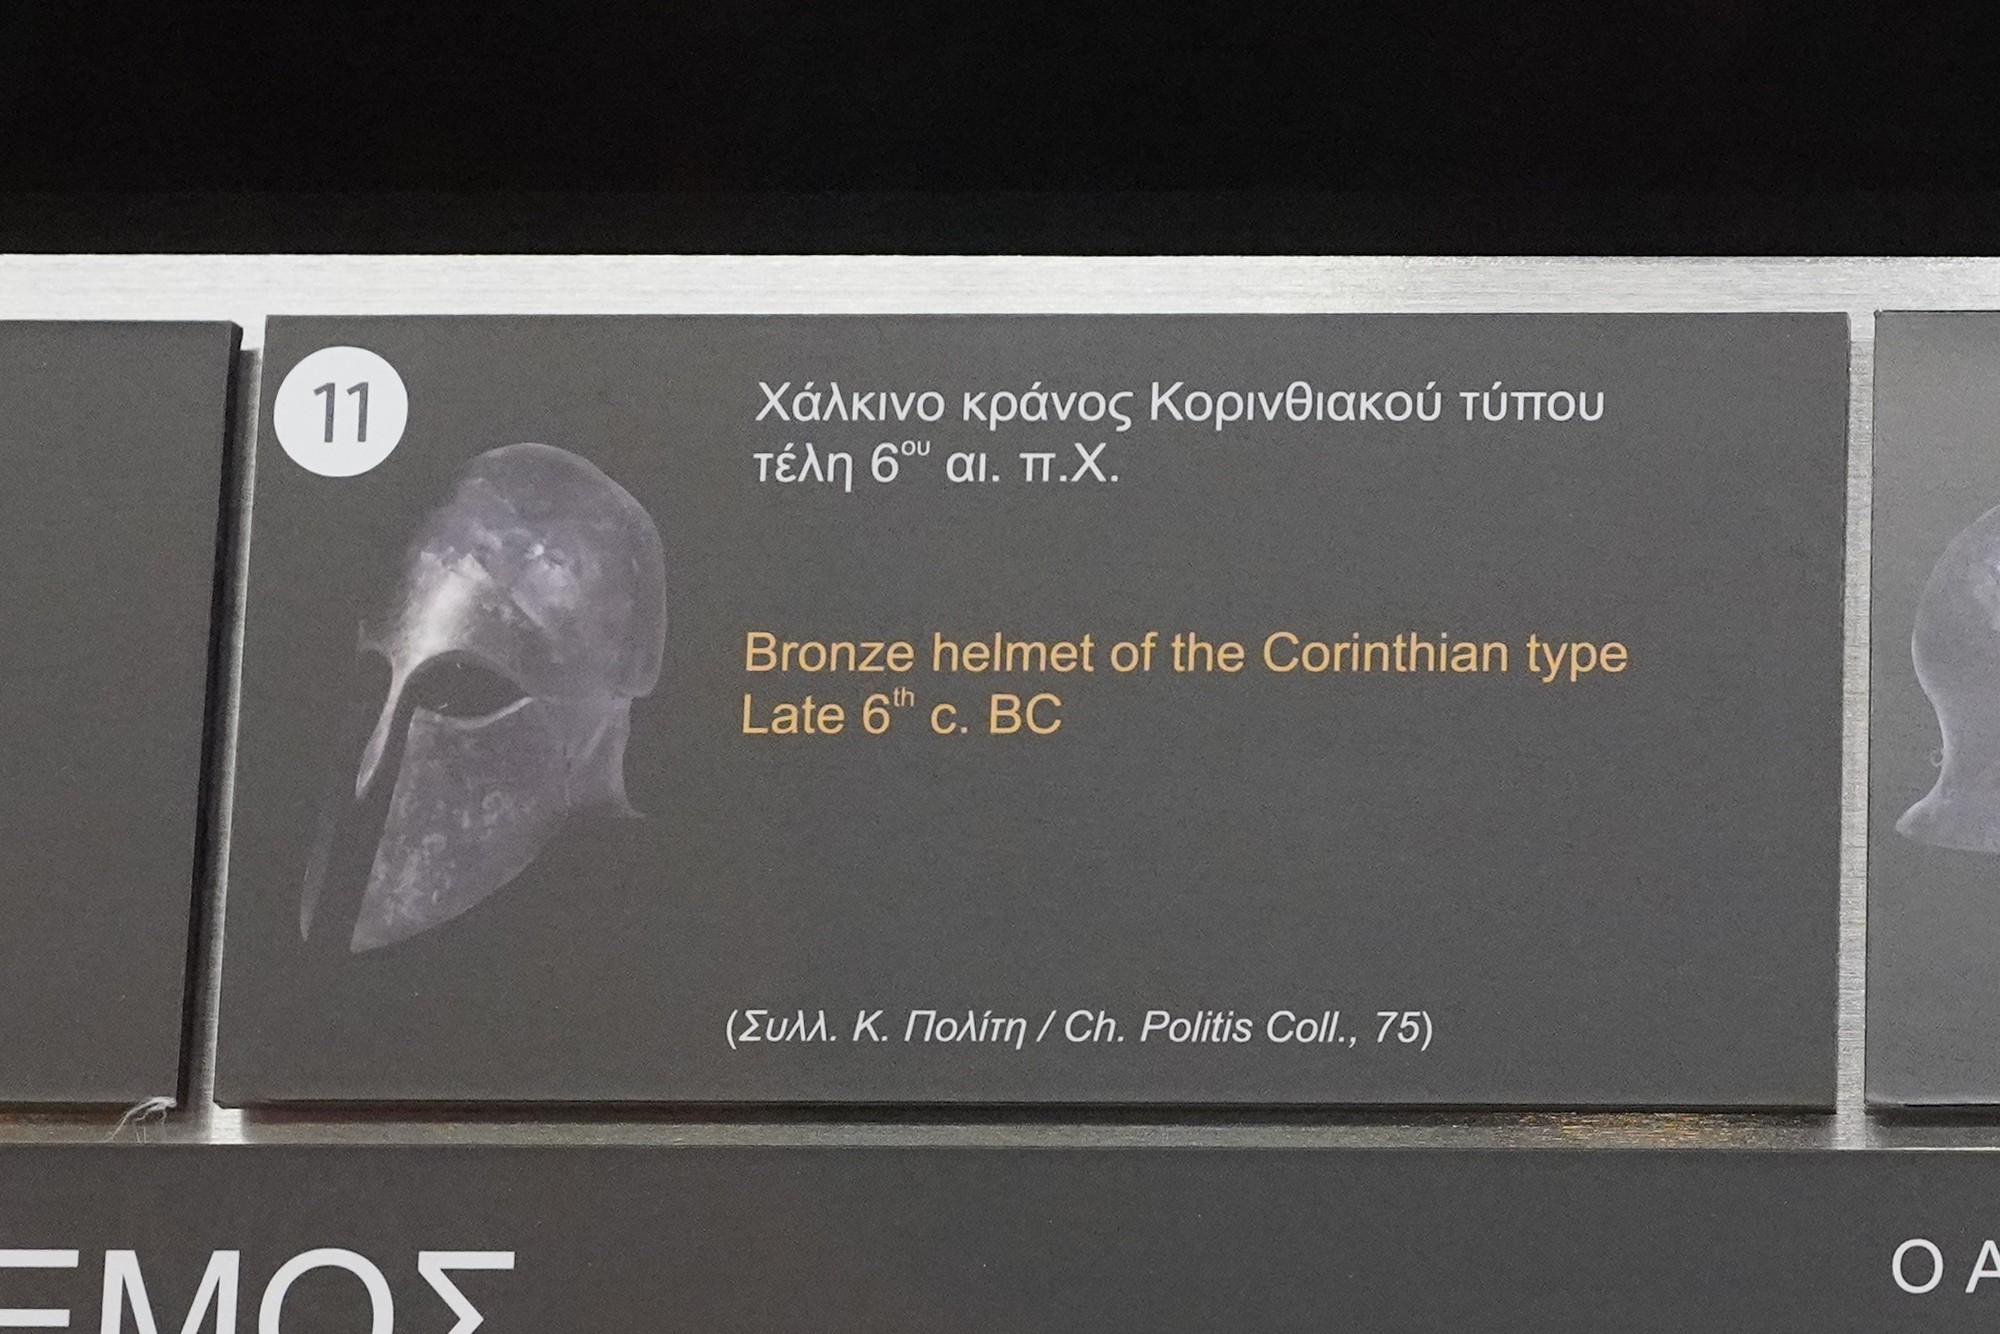 11
Χάλκινο κράνος Κορινθιακού τύπου
τέλη 6ου αι. π.Χ.
Bronze helmet of the Corinthian type
Late 6th c. BC
(Συλλ. Κ. Πολίτη / Ch. Politis Coll., 75)
ΕΜΟΣ
Ο Α